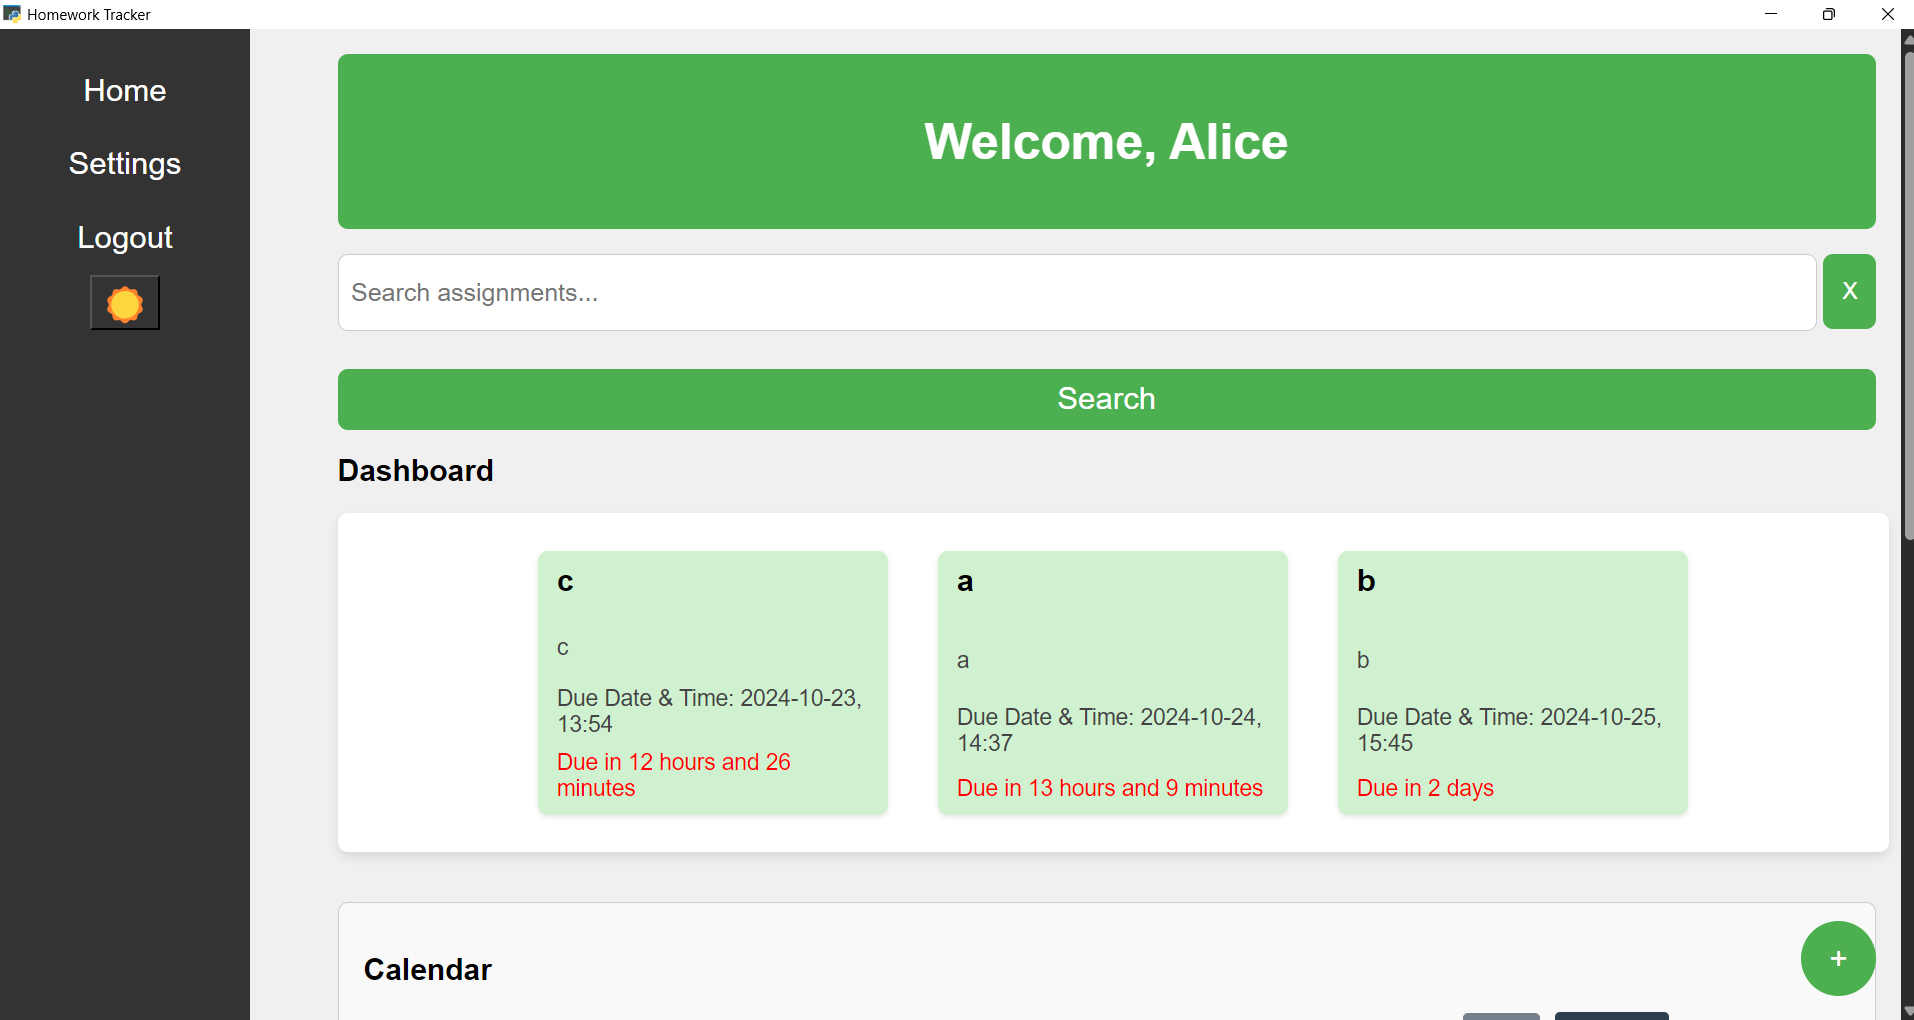 Homework Tracker
Home
Settings
Logout
Welcome, Alice
Search assignments...
X
Search
Dashboard
c
c
Due Date & Time: 2024-10-23,
13:54
Due in 12 hours and 26
minutes
a
a
Due Date & Time: 2024-10-24,
14:37
Due in 13 hours and 9 minutes
b
b
Due Date & Time: 2024-10-25,
15:45
Due in 2 days
Calendar
+